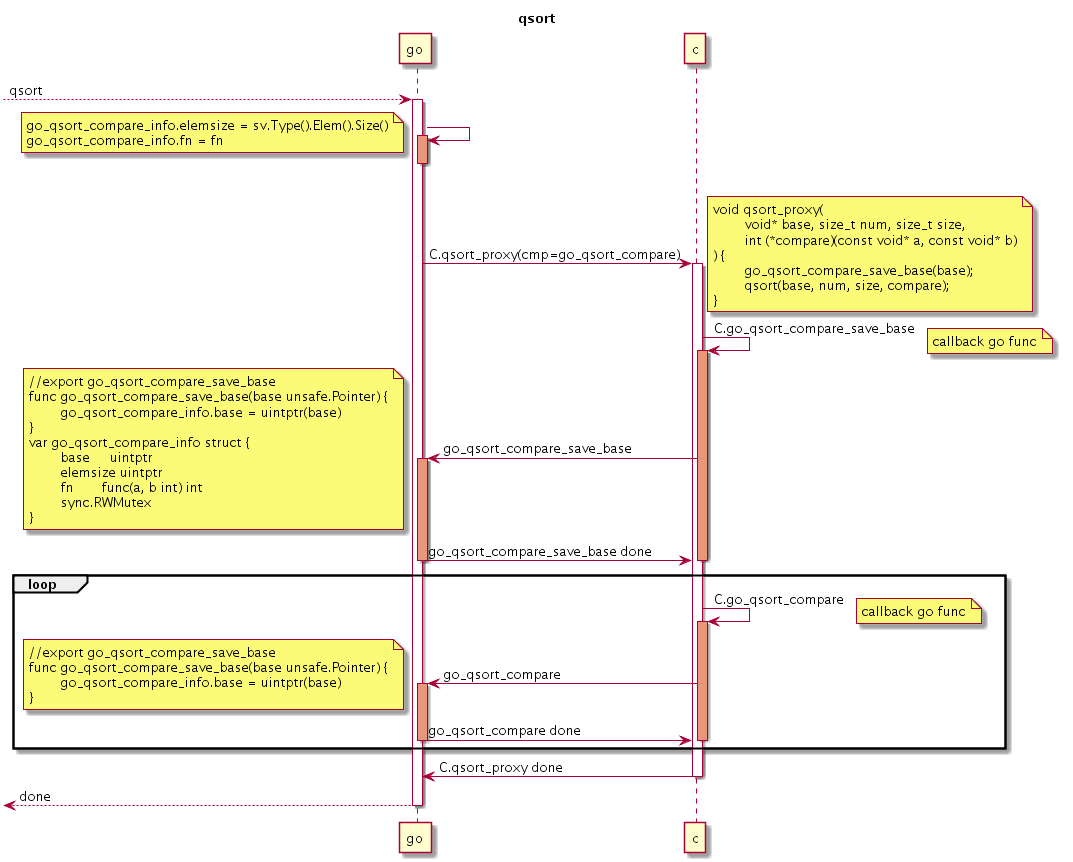 qsort
go
c
qsort
go_qsort_compare_info.elemsize = sv.Type().Elem().Size()
go_qsort_compare_info.fn = fn
void qsort_proxy(
void* base, size_t num, size_t size,
int (*compare)(const void* a, const void* b)
) {
go_qsort_compare_save_base(base);
qsort(base, num, size, compare);
}
C.qsort_proxy(cmp=go_qsort_compare)
C.go_qsort_compare_save_base
callback go func
//export go_qsort_compare_save_base
func go_qsort_compare_save_base(base unsafe.Pointer) {
go_qsort_compare_info.base = uintptr(base)
}
var go_qsort_compare_info struct {
base uintptr
elemsize uintptr
fn func(a, b int) int
sync.RWMutex
}
go_qsort_compare_save_base
go_qsort_compare_save_base done
loop
C.go_qsort_compare
callback go func
//export go_qsort_compare_save_base
func go_qsort_compare_save_base(base unsafe.Pointer) {
go_qsort_compare_info.base = uintptr(base)
}
go_qsort_compare
go_qsort_compare done
C.qsort_proxy done
done
go
c